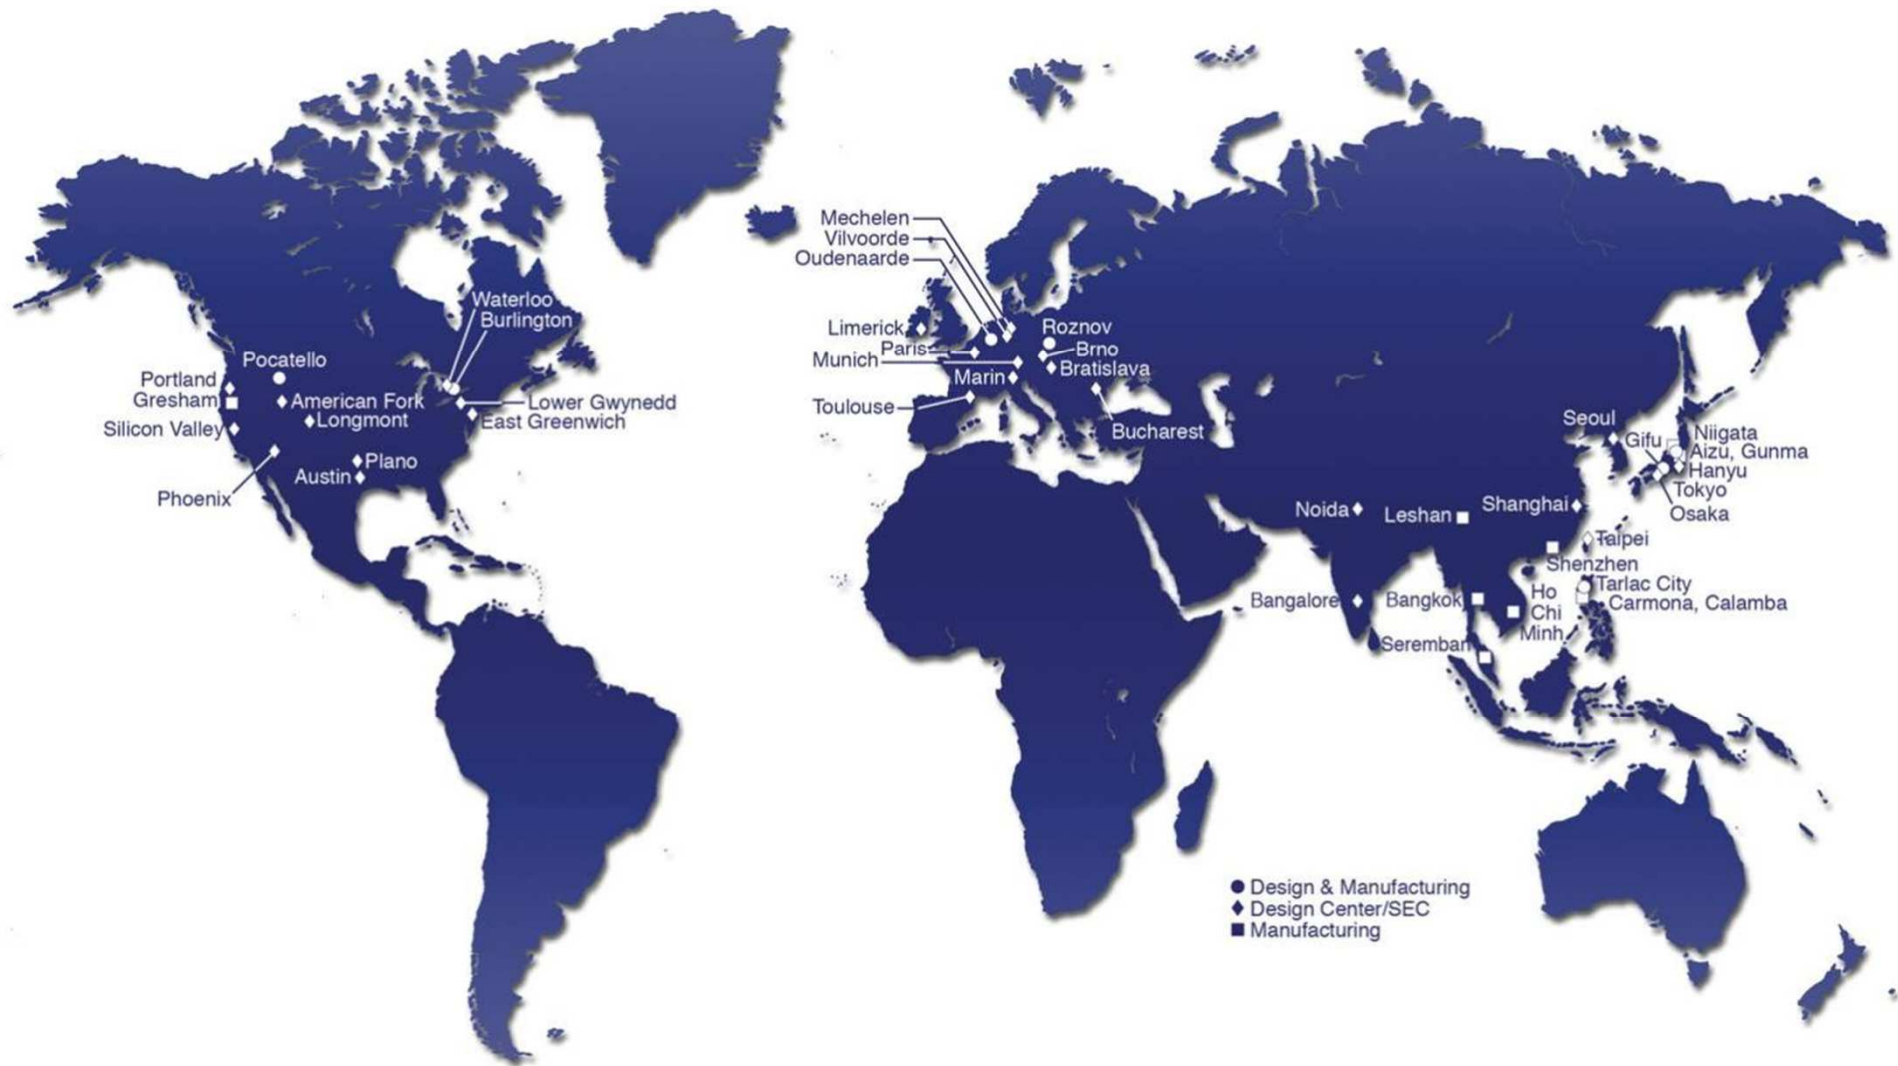 Mechelen
Vilvoorde
Oudenaarde
Waterloo
Burlington
Limerick
Roznov
Paris
Brno
Munich
Bratislava
Marin
Toulouse
Bucharest
Pocatello
Portland
Gresham
American Fork
Lower Gwynedd
Longmont
East Greenwich
Silicon Valley
Plano
Austin
Phoenix
Seoul
Gifu
Niigata
Aizu, Gunma
Hanyu
Tokyo
Osaka
Noida
Leshan
Shanghai
Taipei
Shenzhen
Tarlac City
Carmona, Calamba
Bangalore
Bangkok
Ho
Chi
Minh
Seremban
Design & Manufacturing
Design Center/SEC
Manufacturing